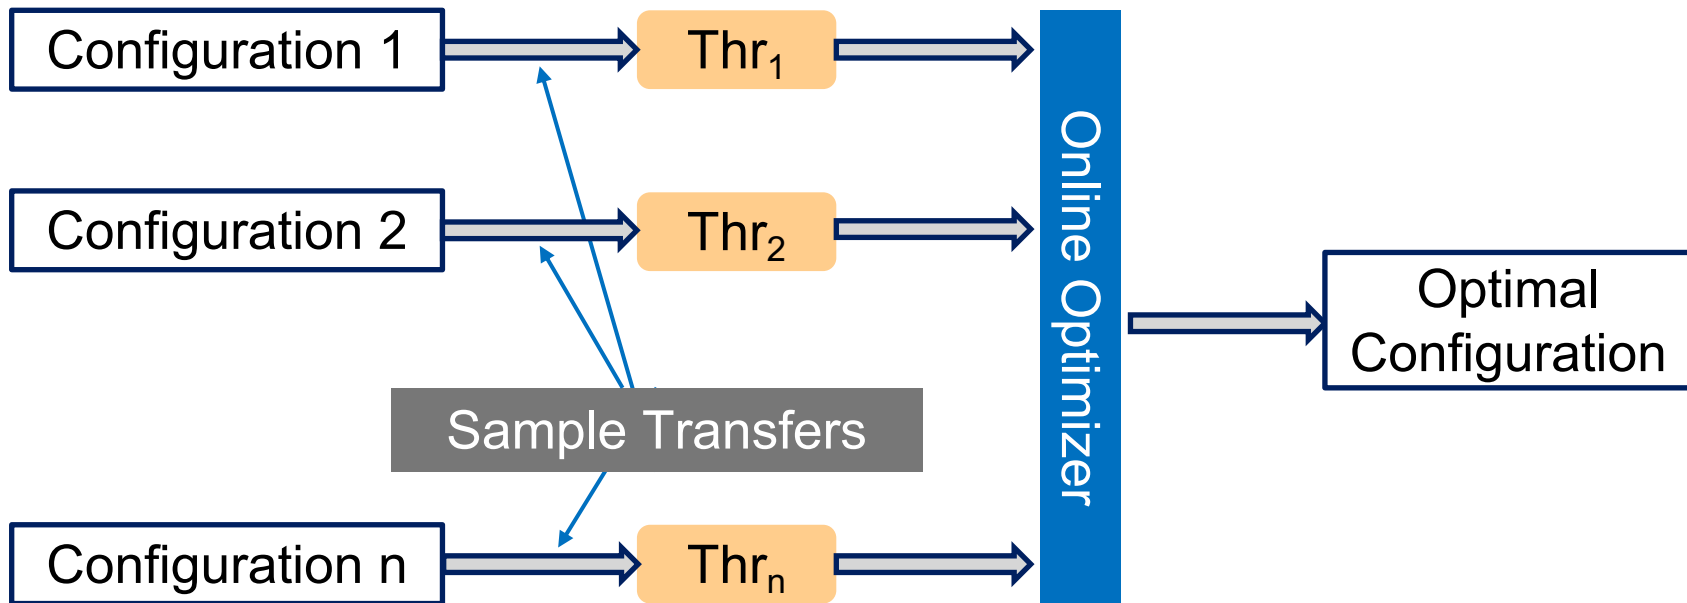 Configuration 1
Thr1
Configuration 2
Thr2
Online Optimizer
Optimal
Configuration
Sample Transfers
Configuration n
Thrn